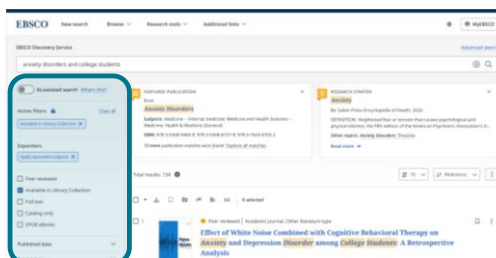 EBSCO New search Browse Research tools Additional links MyEBSCO
EBSCO Discovery Service Advanced search
anxiety disorders and college students
AI-assisted search What's this?
Active filters Clear all
Available in Library Collection
Expanders
Apply equivalent subjects
Peer reviewed
Available in Library Collection
Full text
Catalog only
EPUB eBooks
Published date
FEATURED PUBLICATION
Book
Anxiety Disorders
Subjects: Medicine - Internal medicine; Medicine and Health Sciences -
Medicine, Health & Medicine (General)
10 more publication matches were found. Explore all matches.
RESEARCH STARTER
Anxiety
By: Salem Press Encyclopedia of Health, 2020
DEFINITION: Heightened fear or tension that causes psychological and
physical distress; the fifth edition of the American Psychiatric Association's
Other topics: Anxiety Disorders; Theories
Read more
Total results: 134
10 Relevance
0 selected
1
Peer reviewed | Academic Journal, Other literature type
Effect of White Noise Combined with Cognitive Behavioral Therapy on
Anxiety and Depression Disorder among College Students: A Retrospective
Analysis